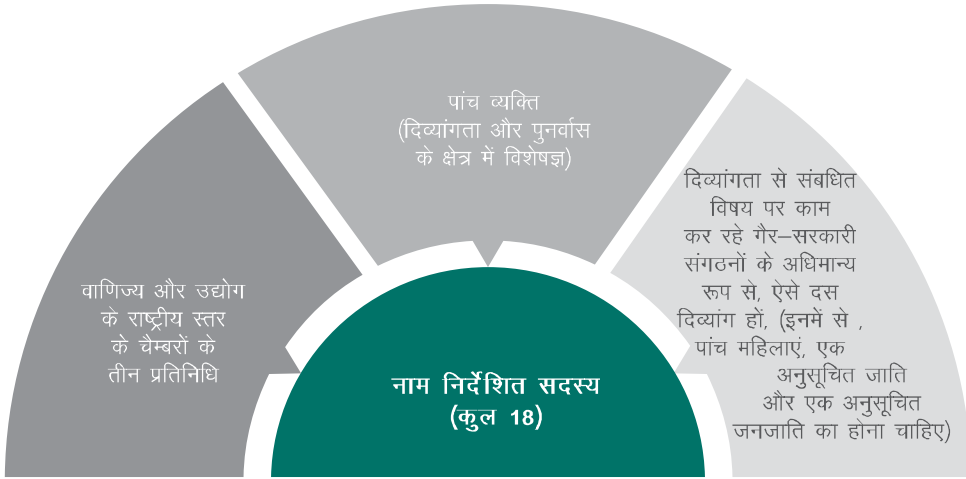 पांच व्यक्ति
(दिव्यांगता और पुनर्वास
के क्षेत्र में विशेषज्ञ)
वाणिज्य और उद्योग
के राष्ट्रीय स्तर
के चैम्बरों के
तीन प्रतिनिधि
दिव्यांगता से संबधित
विषय पर काम
कर रहे गैर–सरकारी
संगठनों के अधिमान्य
रूप से, ऐसे दस
दिव्यांग हों, (इनमें से ,
पांच महिलाएं, एक
अनुसूचित जाति
और एक अनुसूचित
जनजाति का होना चाहिए)
नाम निर्देशित सदस्य
(कुल 18)